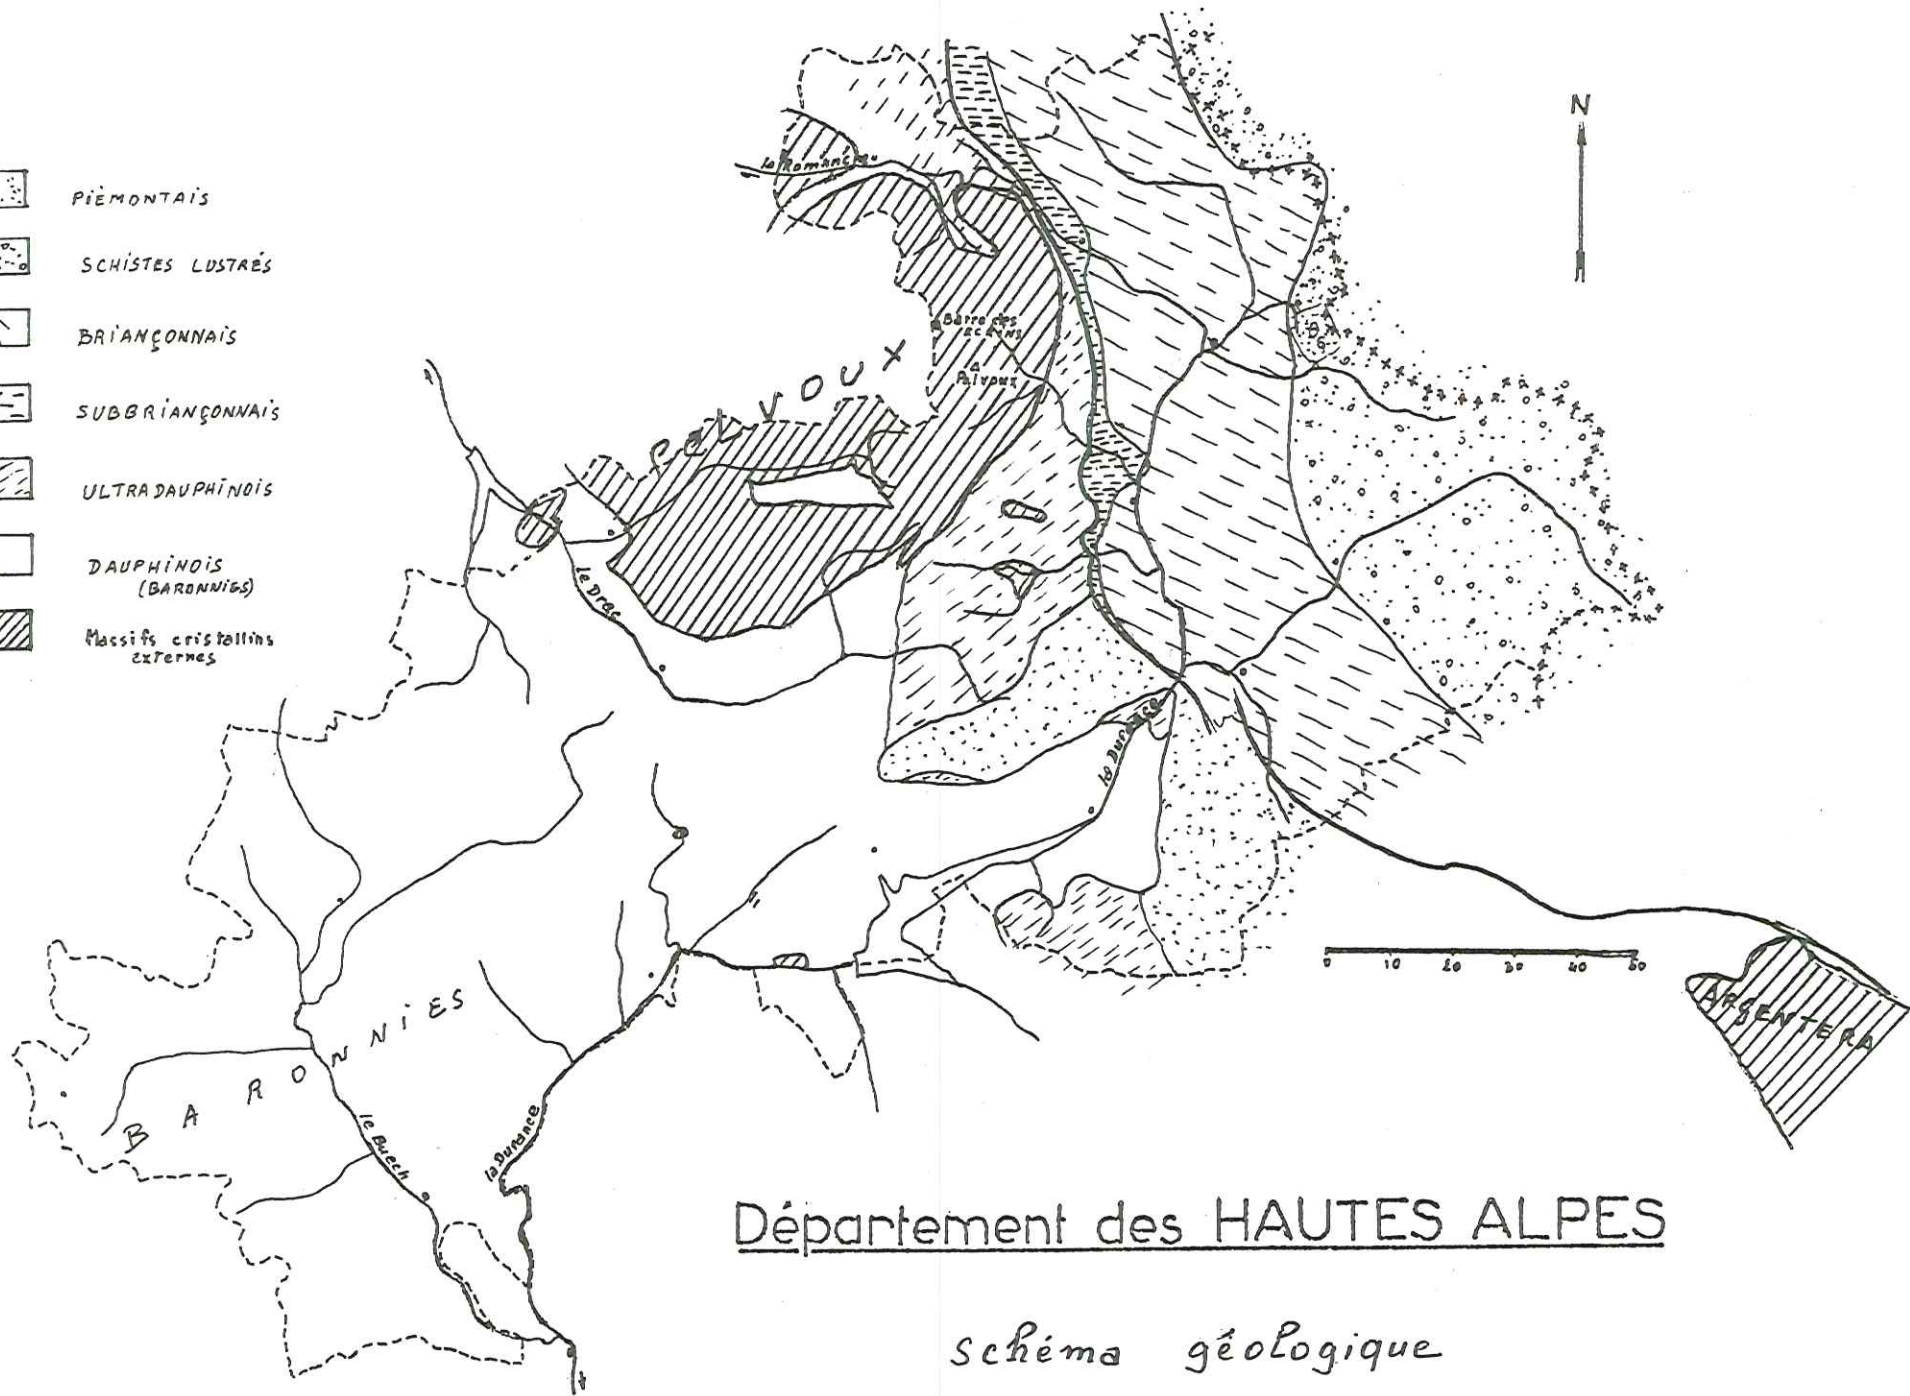 PIÈMONTAIS
SCHISTES LUSTRÉS
BRIANÇONNAIS
SUBBRIANÇONNAIS
ULTRADAUPHINOIS
DAUPHINOIS
(BARONNIES)
Massifs cristallins
externes
N
la Romanche
Barre des
ECRINS
Pelvoux
PELVOUX
le Drac
la Durance
0 10 20 30 40 50
ARGENTERA
BARONNIES
le Buech
la Durance
Département des HAUTES ALPES
schéma géologique